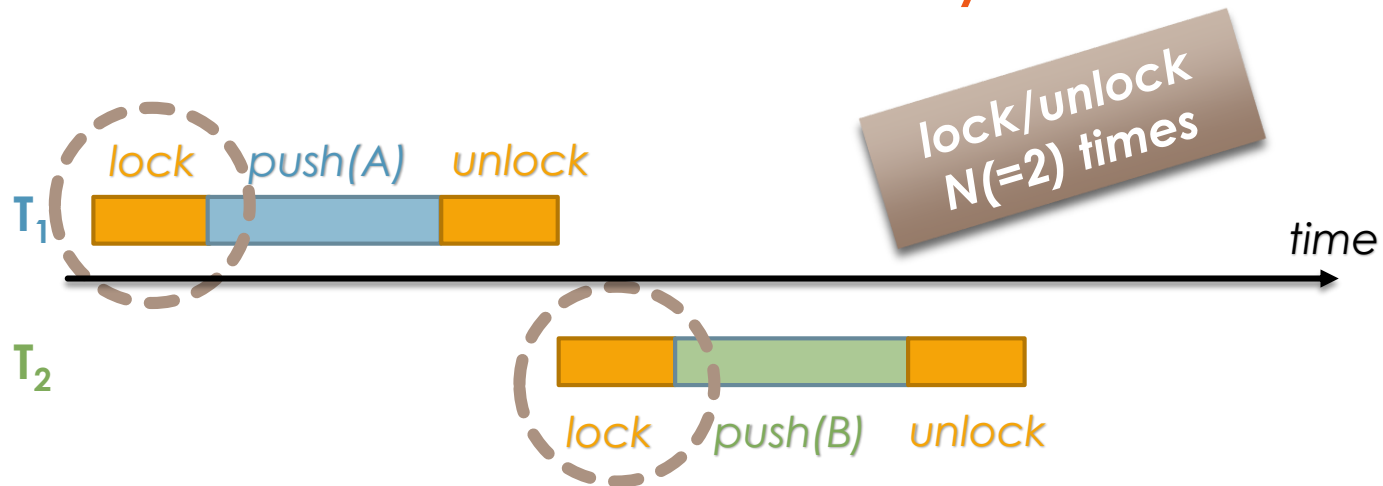 lock/unlock
N(=2) times
lock push(A) unlock
T1
time
T2
lock push(B) unlock